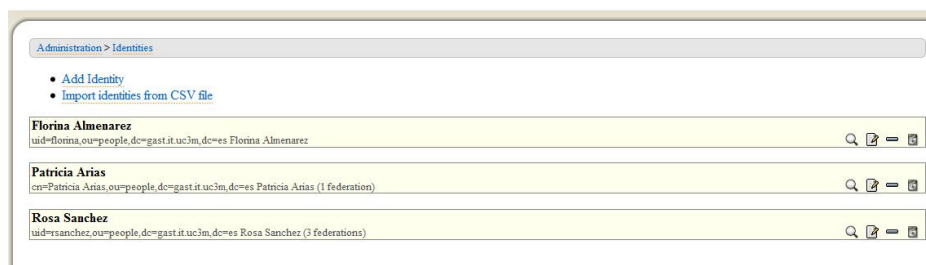 Administration > Identities
Add Identity
Import identities from CSV file
Florina Almenarez
uid=florina,ou=people,dc=gast.it.uc3m,dc=es Florina Almenarez
Patricia Arias
cn=Patricia Arias,ou=people,dc=gast.it.uc3m,dc=es Patricia Arias (1 federation)
Rosa Sanchez
uid=rsanchez,ou=people,dc=gast.it.uc3m,dc=es Rosa Sanchez (3 federations)